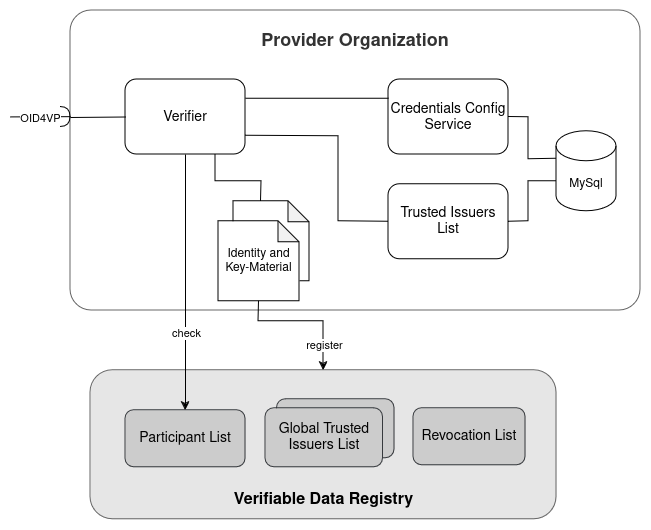 Provider Organization
OID4VP
Verifier
Credentials Config
Service
MySql
Trusted Issuers
List
Identity and
Key-Material
check
register
Participant List
Global Trusted
Issuers List
Revocation List
Verifiable Data Registry